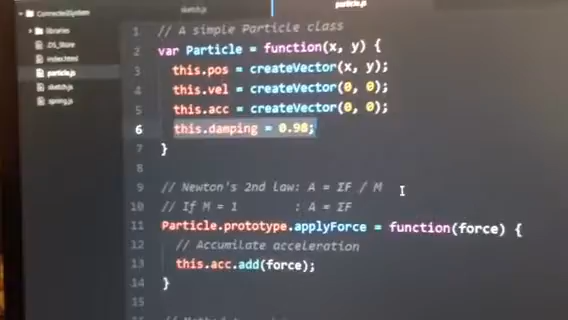 ConnectedSystem
libraries
.DS_Store
index.html
particle.js
sketch.js
spring.js
sketch.js
particle.js
1 // A simple Particle class
2 var Particle = function(x, y) {
3 this.pos = createVector(x, y);
4 this.vel = createVector(0, 0);
5 this.acc = createVector(0, 0);
6 this.damping = 0.98;
7 }
8
9 // Newton's 2nd law: A = ΣF / M
10 // If M = 1 : A = ΣF
11 Particle.prototype.applyForce = function(force) {
12 // Accumilate acceleration
13 this.acc.add(force);
14 }
15